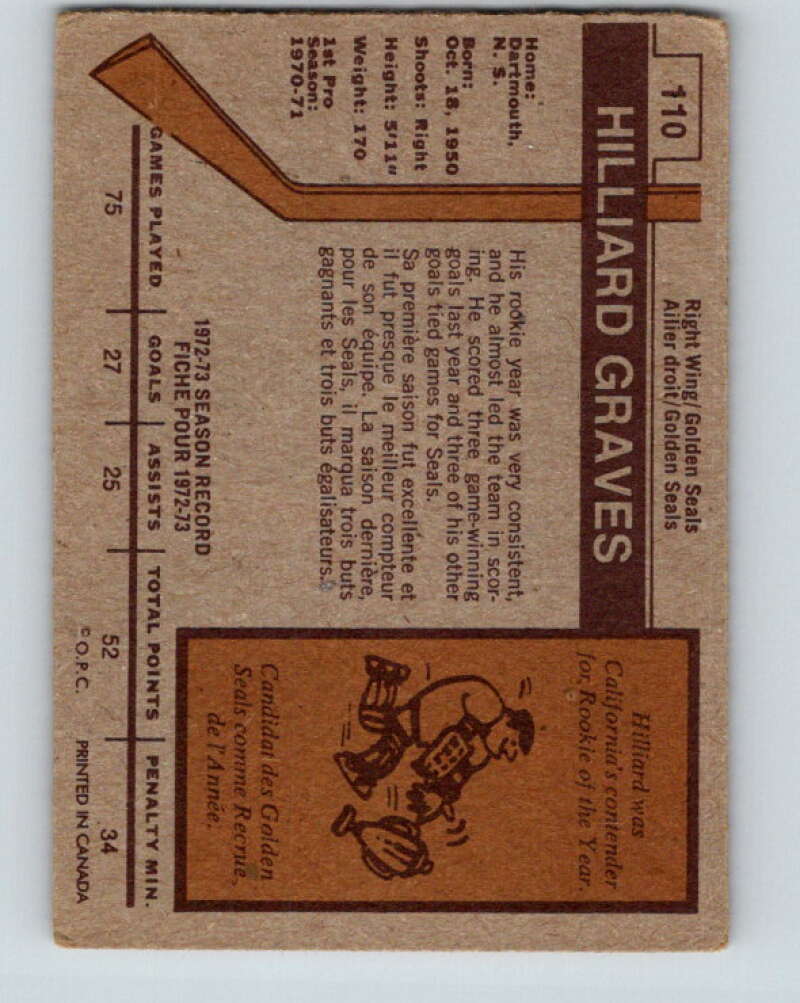 110
Right Wing/Golden Seals
Ailier droit/Golden Seals
HILLIARD GRAVES
Home:
Dartmouth,
N. S.
Born:
Oct. 18, 1950
Shoots: Right
Height: 5'11"
Weight: 170
1st Pro
Season:
1970-71
His rookie year was very consistent,
and he almost led the team in scor-
ing. He scored three game-winning
goals last year and three of his other
goals tied games for Seals.
Sa première saison fut excellente et
il fut presque le meilleur compteur
de son équipe. La saison dernière,
pour les Seals, il marqua trois buts
gagnants et trois buts égalisateurs.
Hilliard was
California's contender
for Rookie of the Year.
Candidat des Golden
Seals comme Recrue
de l'Année.
1972-73 SEASON RECORD
FICHE POUR 1972-73
GAMES PLAYED GOALS ASSISTS TOTAL POINTS PENALTY MIN.
75 27 25 52 34
© O.P.C. PRINTED IN CANADA